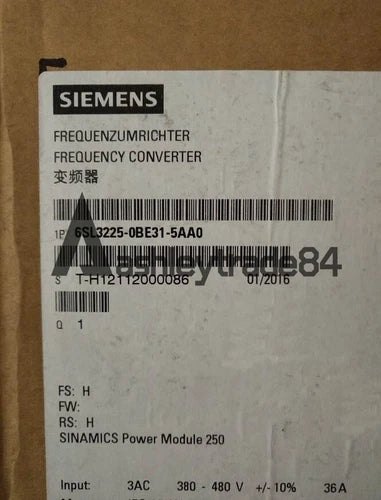 SIEMENS
FREQUENZUMRICHTER
FREQUENCY CONVERTER
变频器
1P 6SL3225-0BE31-5AA0
ashleytrade84
S T-H12112000086 01/2016
Q 1
FS: H
FW:
RS: H
SINAMICS Power Module 250
Input: 3AC 380 - 480 V +/- 10% 36 A